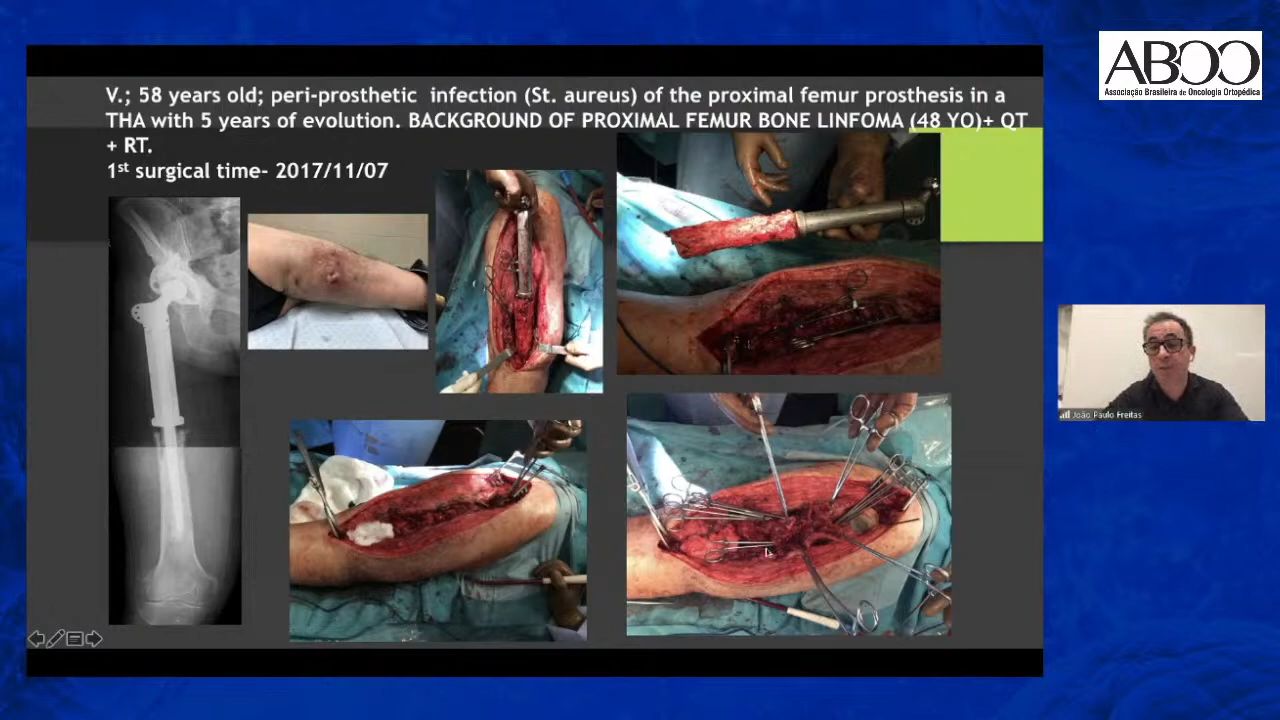 V.; 58 years old; peri-prosthetic infection (St. aureus) of the proximal femur prosthesis in a
THA with 5 years of evolution. BACKGROUND OF PROXIMAL FEMUR BONE LINFOMA (48 YO)+ QT
+ RT.
1st surgical time- 2017/11/07
ABOO
Associação Brasileira de Oncologia Ortopédica
João Paulo Freitas